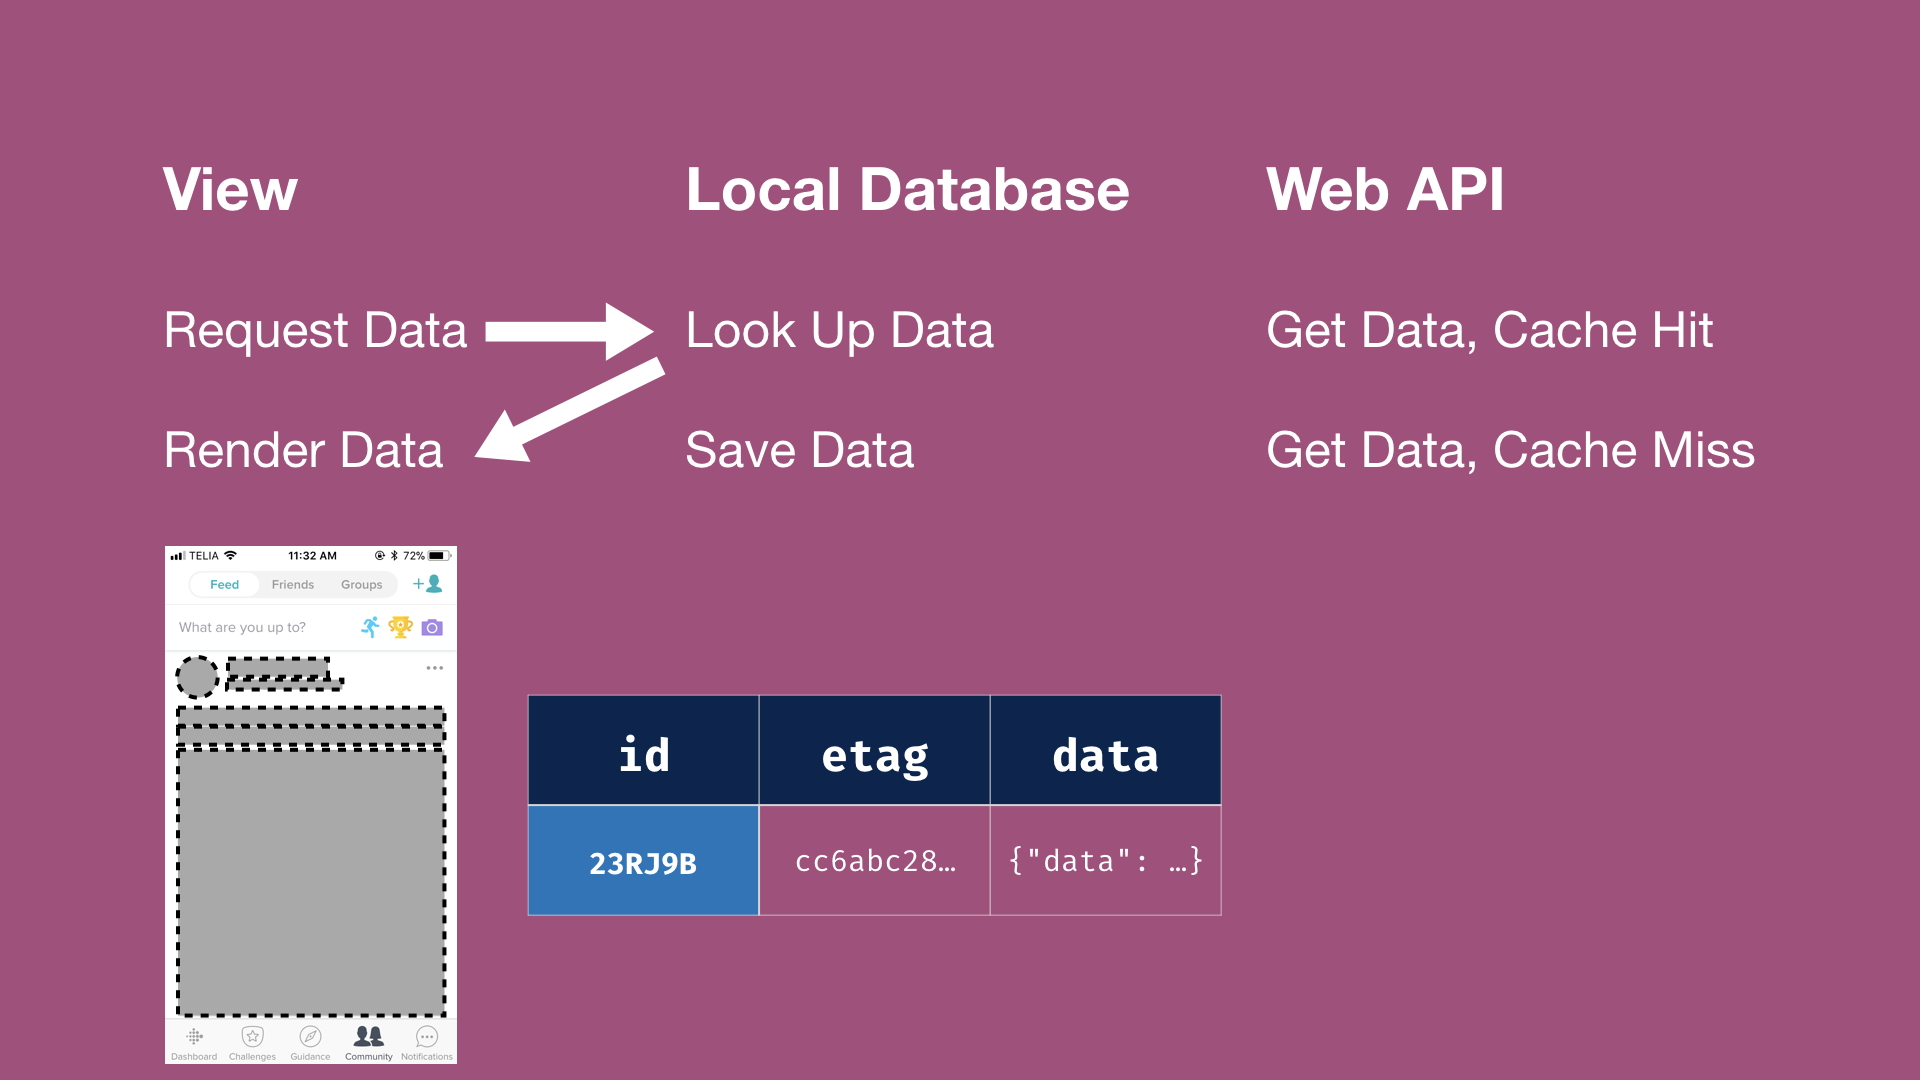 View
Local Database
Web API
Request Data
Look Up Data
Get Data, Cache Hit
Render Data
Save Data
Get Data, Cache Miss
TELIA
11:32 AM
72%
Feed
Friends
Groups
What are you up to?
id
etag
data
23RJ9B
cc6abc28…
{"data": …}
Dashboard
Challenges
Guidance
Community
Notifications